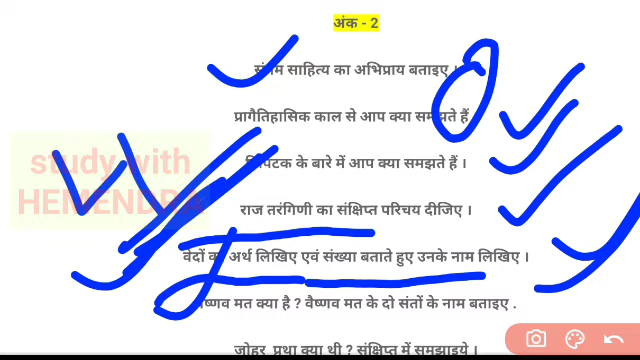 अंक - 2
संगम साहित्य का अभिप्राय बताइए ।
प्रागैतिहासिक काल से आप क्या समझते हैं
के बारे में आप क्या समझते हैं ।
study with
HEMENDRA
राज तरंगिणी का संक्षिप्त परिचय दीजिए ।
वेदों का अर्थ लिखिए एवं संख्या बताते हुए उनके नाम लिखिए ।
वैष्णव मत क्या है ? वैष्णव मत के दो संतों के नाम बताइए .
जोहर प्रथा क्या थी ? संक्षिप्त में समझाइये ।